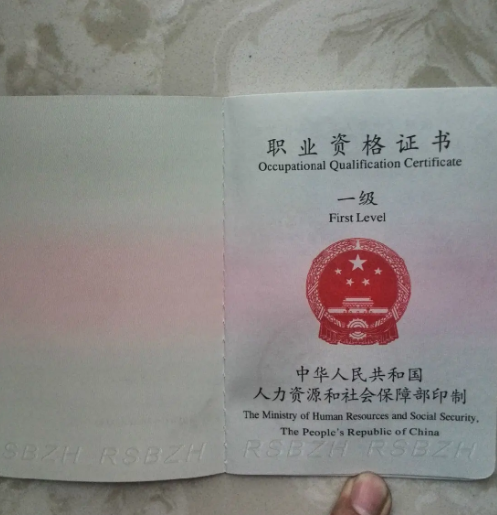 职业资格证书
Occupational Qualification Certificate
一级
First Level
中华人民共和国
人力资源和社会保障部印制
The Ministry of Human Resources and Social Security,
The People's Republic of China
RSBZH RSBZH RSBZH RSBZH